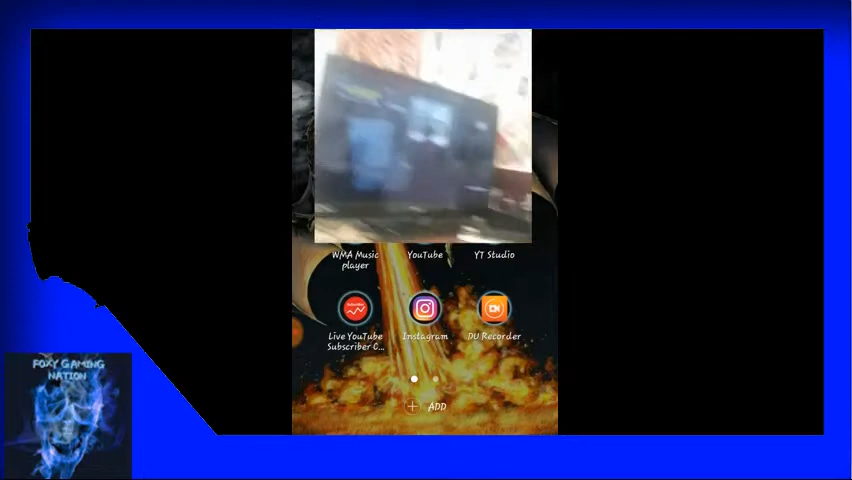 WMA Music
player
YouTube
YT Studio
Live YouTube
Subscriber C...
Instagram
DU Recorder
ADD
FOXY GAMING
NATION